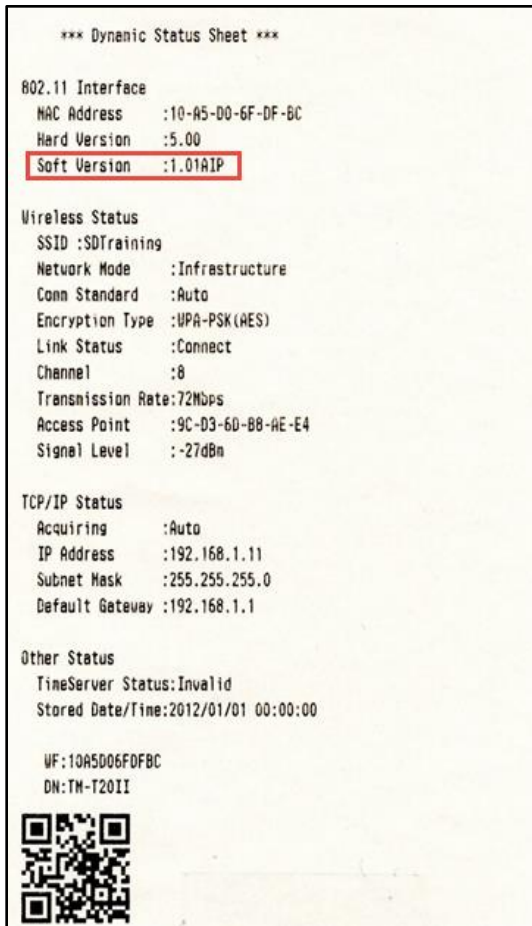 *** Dynamic Status Sheet ***
802.11 Interface
MAC Address :10-A5-D0-6F-DF-BC
Hard Version :5.00
Soft Version :1.01AIP
Wireless Status
SSID :SDTraining
Network Mode :Infrastructure
Comm Standard :Auto
Encryption Type :WPA-PSK(AES)
Link Status :Connect
Channel :8
Transmission Rate:72Mbps
Access Point :9C-D3-6D-B8-AE-E4
Signal Level :-27dBm
TCP/IP Status
Acquiring :Auto
IP Address :192.168.1.11
Subnet Mask :255.255.255.0
Default Gateway :192.168.1.1
Other Status
TimeServer Status:Invalid
Stored Date/Time:2012/01/01 00:00:00
WF:10A5D06FDFBC
DN:TM-T20II